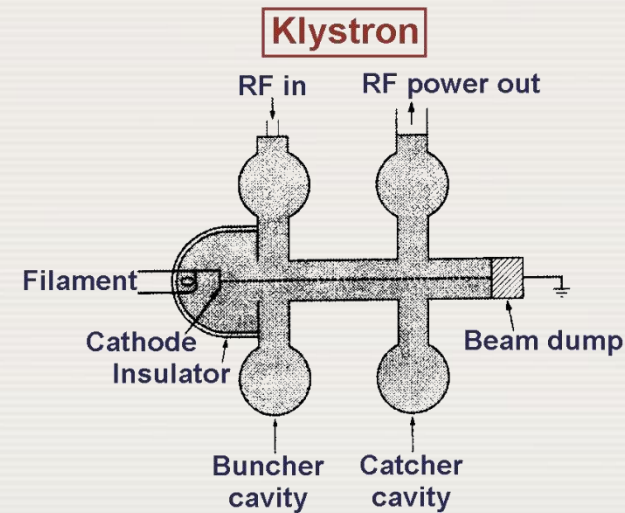 Klystron
RF in
RF power out
Filament
Cathode
Insulator
Beam dump
Buncher
cavity
Catcher
cavity